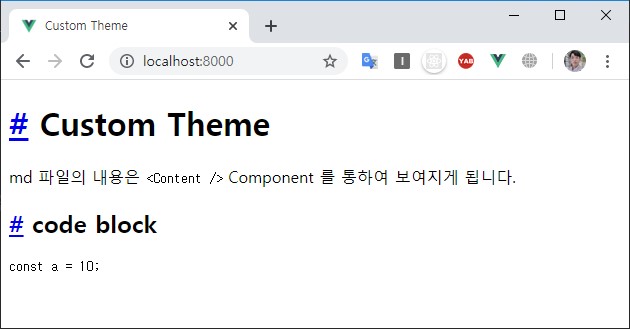 Custom Theme
localhost:8000
YAB
# Custom Theme
md 파일의 내용은 <Content /> Component 를 통하여 보여지게 됩니다.
# code block
const a = 10;